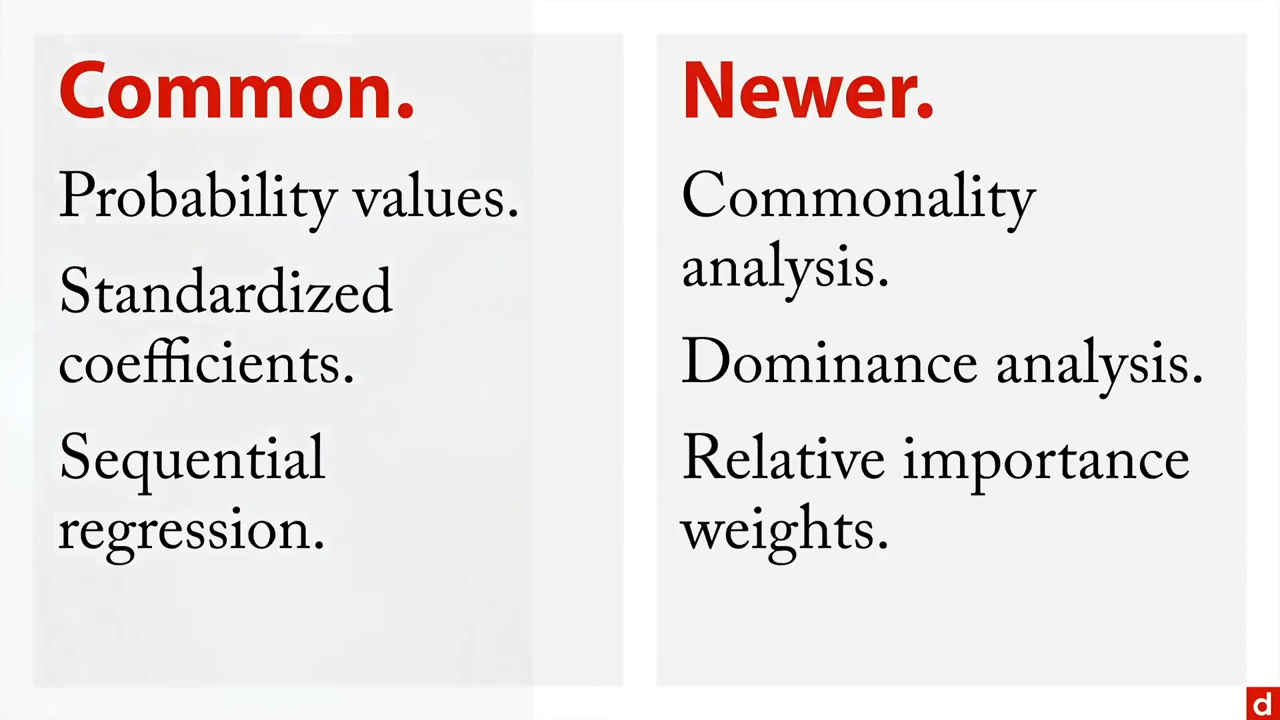 Common.
Probability values.
Standardized
coefficients.
Sequential
regression.
Newer.
Commonality
analysis.
Dominance analysis.
Relative importance
weights.
d